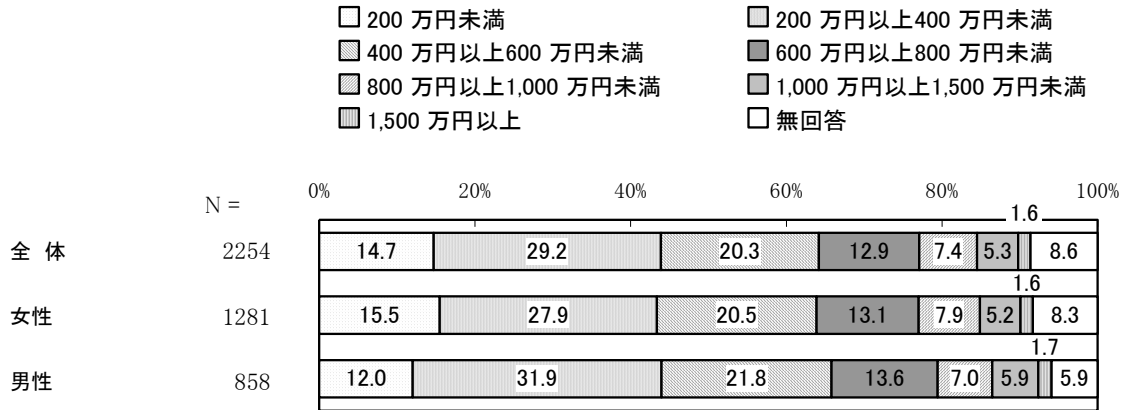 200 万円未満 200 万円以上400 万円未満
400 万円以上600 万円未満 600 万円以上800 万円未満
800 万円以上1,000 万円未満 1,000 万円以上1,500 万円未満
1,500 万円以上 無回答
0% 20% 40% 60% 80% 100%
N =
1.6
全 体 2254 14.7 29.2 20.3 12.9 7.4 5.3 8.6
1.6
女性 1281 15.5 27.9 20.5 13.1 7.9 5.2 8.3
1.7
男性 858 12.0 31.9 21.8 13.6 7.0 5.9 5.9